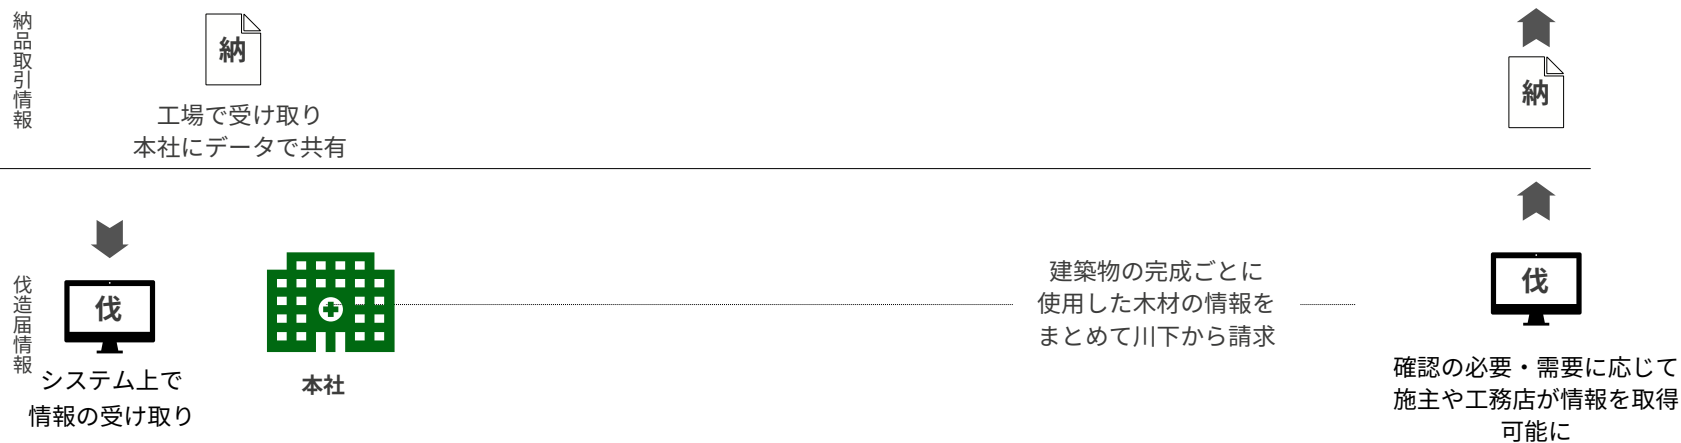 納品取引情報
納
工場で受け取り
本社にデータで共有
納
伐造届情報
伐
システム上で
情報の受け取り
本社
建築物の完成ごとに
使用した木材の情報を
まとめて川下から請求
伐
確認の必要・需要に応じて
施主や工務店が情報を取得
可能に